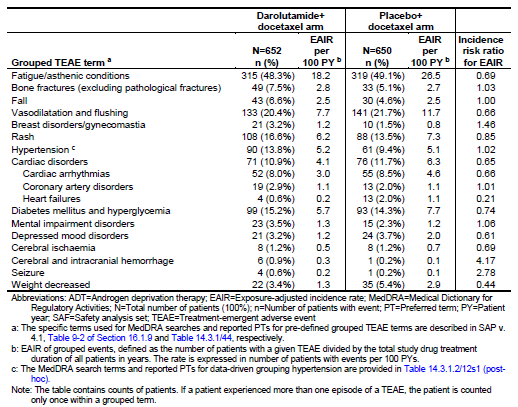 Darolutamide+ docetaxel arm Placebo+ docetaxel arm
Grouped TEAE term a N=652 n (%) EAIR per 100 PY b N=650 n (%) EAIR per 100 PY b Incidence risk ratio for EAIR
Fatigue/asthenic conditions 315 (48.3%) 18.2 319 (49.1%) 26.5 0.69
Bone fractures (excluding pathological fractures) 49 (7.5%) 2.8 33 (5.1%) 2.7 1.03
Fall 43 (6.6%) 2.5 30 (4.6%) 2.5 1.00
Vasodilatation and flushing 133 (20.4%) 7.7 141 (21.7%) 11.7 0.66
Breast disorders/gynecomastia 21 (3.2%) 1.2 10 (1.5%) 0.8 1.46
Rash 108 (16.6%) 6.2 88 (13.5%) 7.3 0.85
Hypertension c 90 (13.8%) 5.2 61 (9.4%) 5.1 1.02
Cardiac disorders 71 (10.9%) 4.1 76 (11.7%) 6.3 0.65
Cardiac arrhythmias 52 (8.0%) 3.0 55 (8.5%) 4.6 0.66
Coronary artery disorders 19 (2.9%) 1.1 13 (2.0%) 1.1 1.01
Heart failures 4 (0.6%) 0.2 13 (2.0%) 1.1 0.21
Diabetes mellitus and hyperglycemia 99 (15.2%) 5.7 93 (14.3%) 7.7 0.74
Mental impairment disorders 23 (3.5%) 1.3 15 (2.3%) 1.2 1.06
Depressed mood disorders 21 (3.2%) 1.2 24 (3.7%) 2.0 0.61
Cerebral ischaemia 8 (1.2%) 0.5 8 (1.2%) 0.7 0.69
Cerebral and intracranial hemorrhage 6 (0.9%) 0.3 1 (0.2%) 0.1 4.17
Seizure 4 (0.6%) 0.2 1 (0.2%) 0.1 2.78
Weight decreased 22 (3.4%) 1.3 35 (5.4%) 2.9 0.44
Abbreviations: ADT=Androgen deprivation therapy; EAIR=Exposure-adjusted incidence rate; MedDRA=Medical Dictionary for
Regulatory Activities; N=Total number of patients (100%); n=Number of patients with event; PT=Preferred term; PY=Patient
year; SAF=Safety analysis set; TEAE=Treatment-emergent adverse event
a: The specific terms used for MedDRA searches and reported PTs for pre-defined grouped TEAE terms are described in SAP v.
4.1, Table 9-2 of Section 16.1.9 and Table 14.3.1/44, respectively.
b: EAIR of grouped events, defined as the number of patients with a given TEAE divided by the total study drug treatment
duration of all patients in years. The rate is expressed in number of patients with events per 100 PYs.
c: The MedDRA search terms and reported PTs for data-driven grouping hypertension are provided in Table 14.3.1.2/12s1 (post-
hoc).
Note: The table contains counts of patients. If a patient experienced more than one episode of a TEAE, the patient is counted
only once within a grouped term.